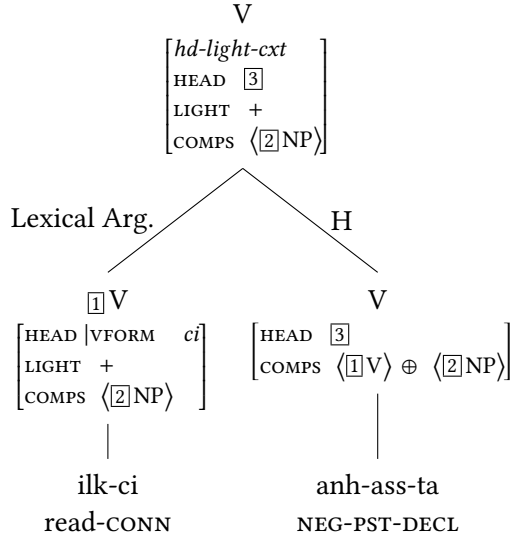 V
hd-light-cxt
HEAD 3
LIGHT +
COMPS ⟨2 NP⟩
Lexical Arg.
H
1 V
HEAD |VFORM ci
LIGHT +
COMPS ⟨2 NP⟩
V
HEAD 3
COMPS ⟨1 V⟩ ⊕ ⟨2 NP⟩
ilk-ci
read-CONN
anh-ass-ta
NEG-PST-DECL